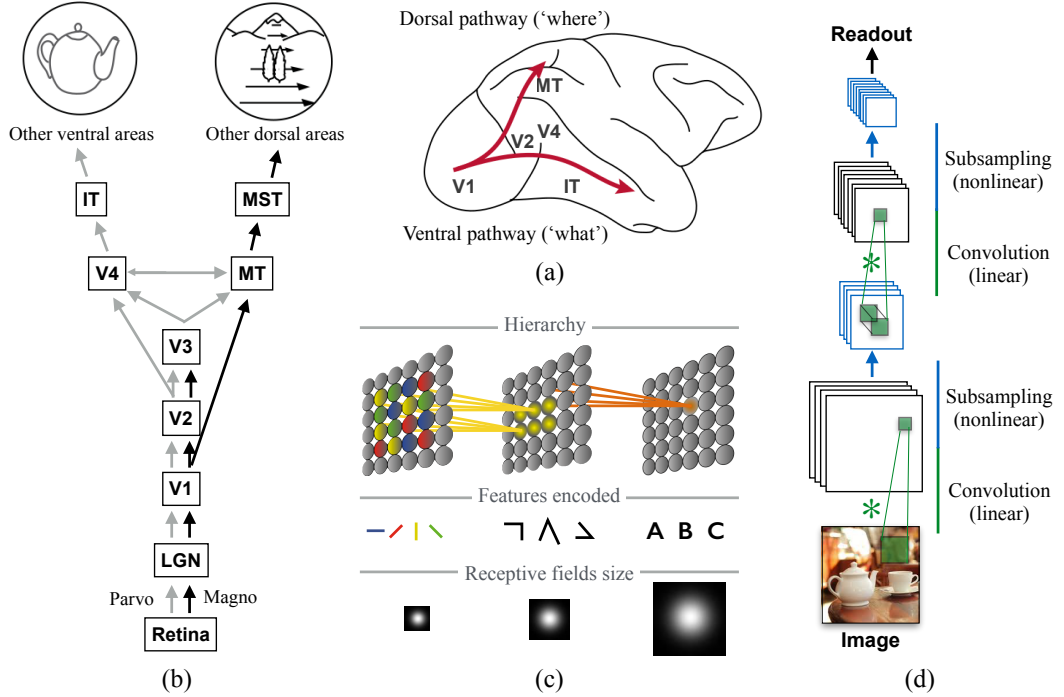 Other ventral areas
Other dorsal areas
IT
MST
V4
MT
V3
V2
V1
LGN
Parvo
Magno
Retina
(b)
Dorsal pathway (‘where’)
MT
V2
V4
V1
IT
Ventral pathway (‘what’)
(a)
Hierarchy
Features encoded
A B C
Receptive fields size
(c)
Readout
Subsampling
(nonlinear)
Convolution
(linear)
*
Subsampling
(nonlinear)
Convolution
(linear)
*
Image
(d)